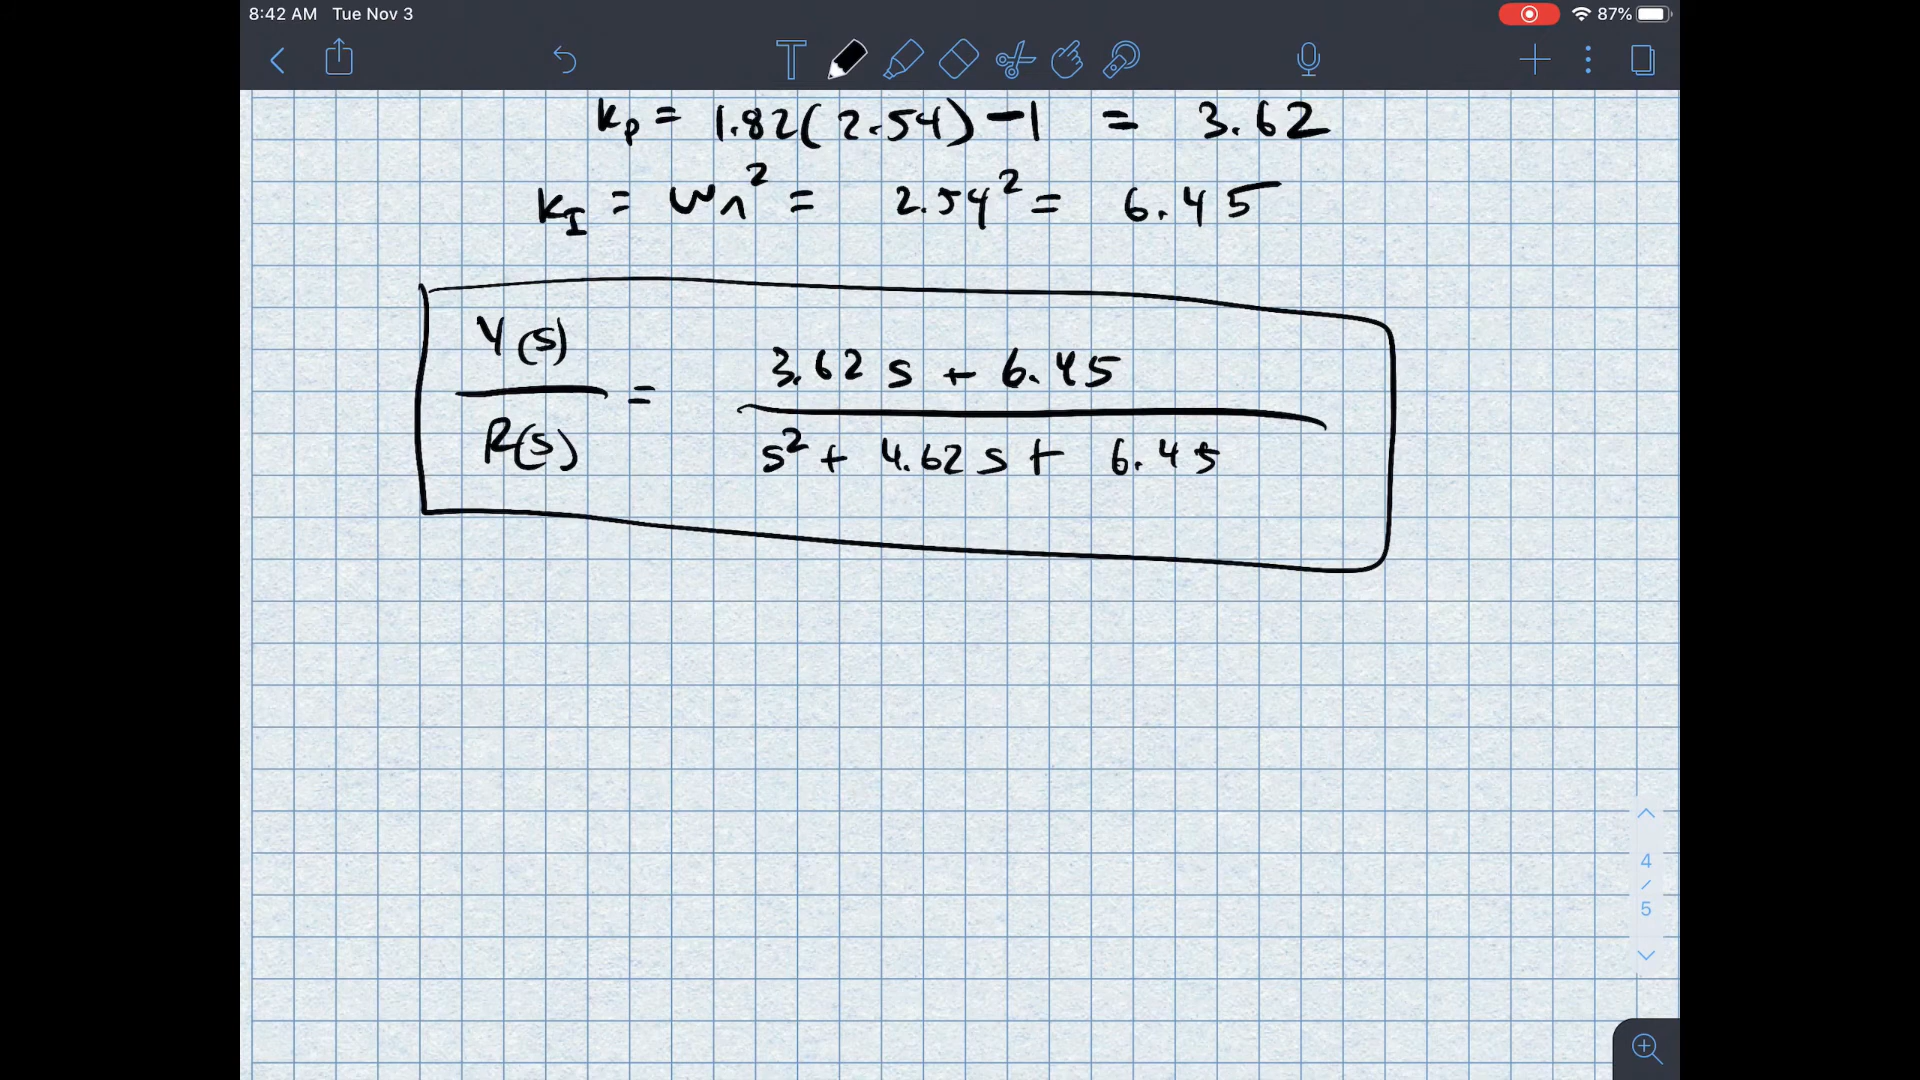 8:42 AM Tue Nov 3 87%
T
Kp = 1.82(2.54) - 1 = 3.62
KI = ωn² = 2.54² = 6.45
Y(s)
R(s)
=
3.62 s + 6.45
s² + 4.62 s + 6.45
4
/
5